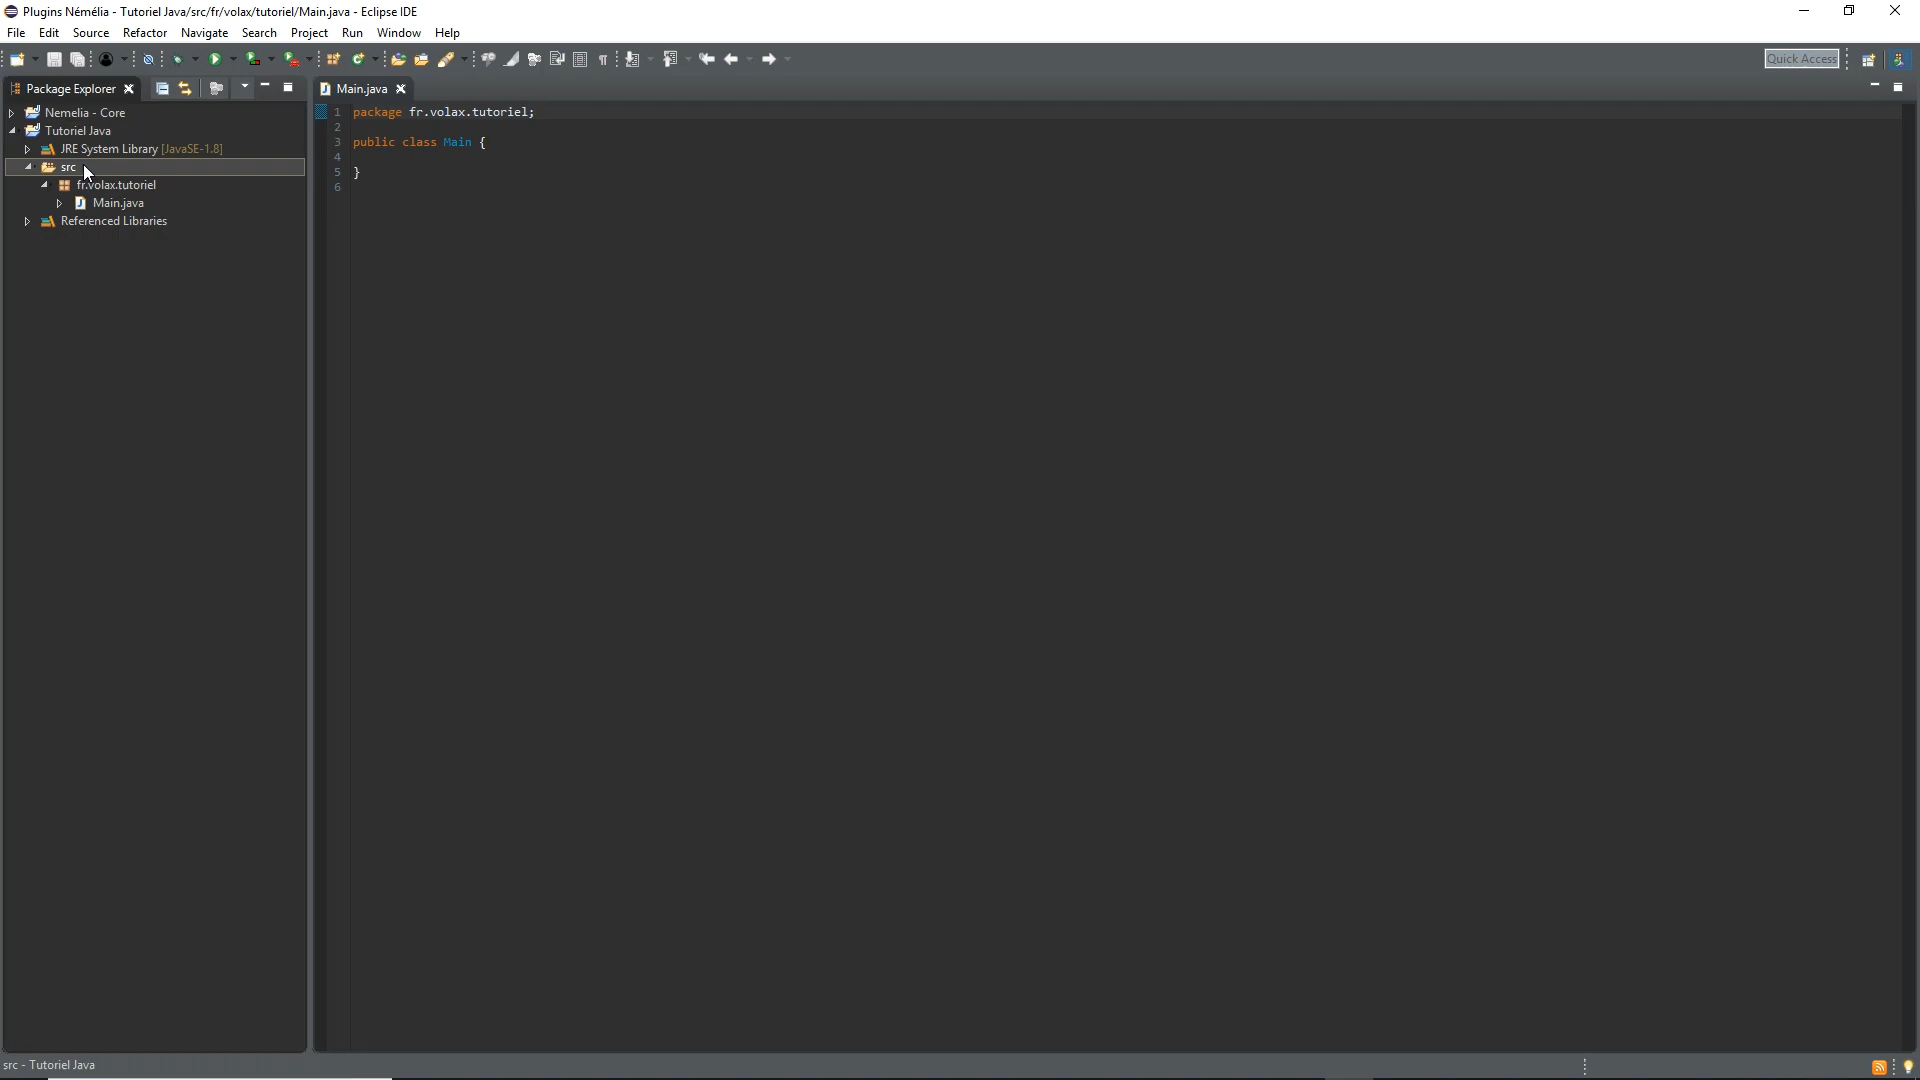 Plugins Némélia - Tutoriel Java/src/fr/volax/tutoriel/Main.java - Eclipse IDE
File Edit Source Refactor Navigate Search Project Run Window Help
Quick Access
Package Explorer
Main.java
Nemelia - Core
Tutoriel Java
JRE System Library [JavaSE-1.8]
src
fr.volax.tutoriel
Main.java
Referenced Libraries
1 package fr.volax.tutoriel;
2
3 public class Main {
4
5 }
6
src - Tutoriel Java